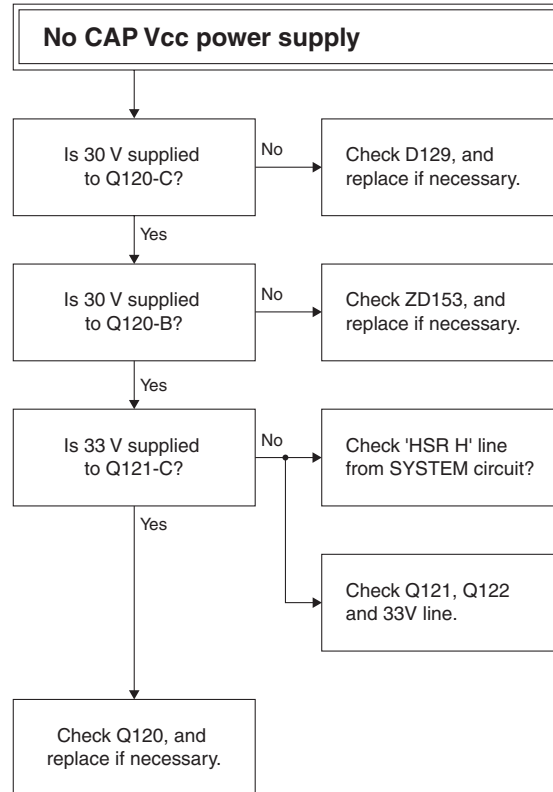 No CAP Vcc power supply
Is 30 V supplied
to Q120-C?
No
Check D129, and
replace if necessary.
Yes
Is 30 V supplied
to Q120-B?
No
Check ZD153, and
replace if necessary.
Yes
Is 33 V supplied
to Q121-C?
No
Check 'HSR H' line
from SYSTEM circuit?
Yes
Check Q121, Q122
and 33V line.
Check Q120, and
replace if necessary.